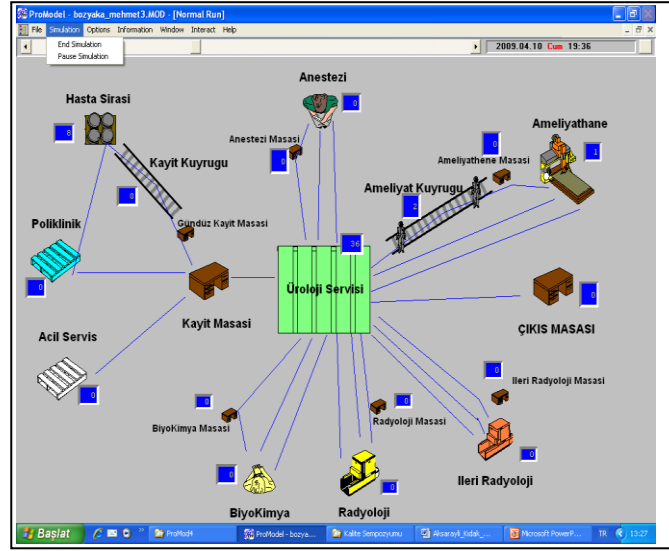 ProModel - bozyaka_mehmet3.MOD - [Normal Run]
File Simulation Options Information Window Interact Help
End Simulation
Pause Simulation
2009.04.10 Cum 19:36
Anestezi
0
Hasta Sirasi
8
Anestezi Masasi
0
Ameliyathane
0
1
Ameliyathene Masasi
Kayit Kuyrugu
0
Ameliyat Kuyrugu
2
Gündüz Kayit Masasi
Poliklinik
0
36
Üroloji Servisi
Kayit Masasi
0
ÇIKIS MASASI
Acil Servis
0
0
Ileri Radyoloji Masasi
0
BiyoKimya Masasi
0
Radyoloji Masasi
0
Ileri Radyoloji
0
BiyoKimya
0
Radyoloji
Başlat
ProMod4
ProModel - bozya...
Kalite Sempozyumu
Aksarayli_Kidak_...
Microsoft PowerP...
TR
13:27